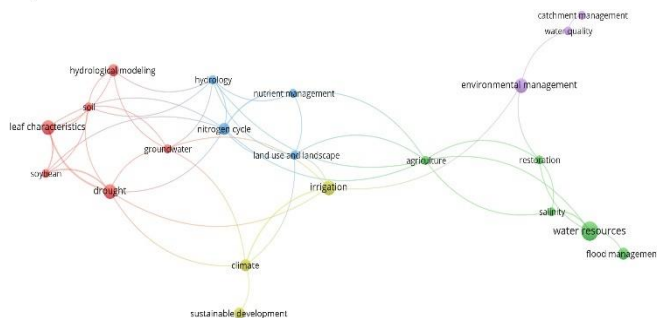 catchment management
water quality
hydrological modeling
hydrology
environmental management
nutrient management
soil
leaf characteristics
nitrogen cycle
groundwater
land use and landscape
agriculture
restoration
soybean
drought
irrigation
salinity
water resources
flood management
climate
sustainable development